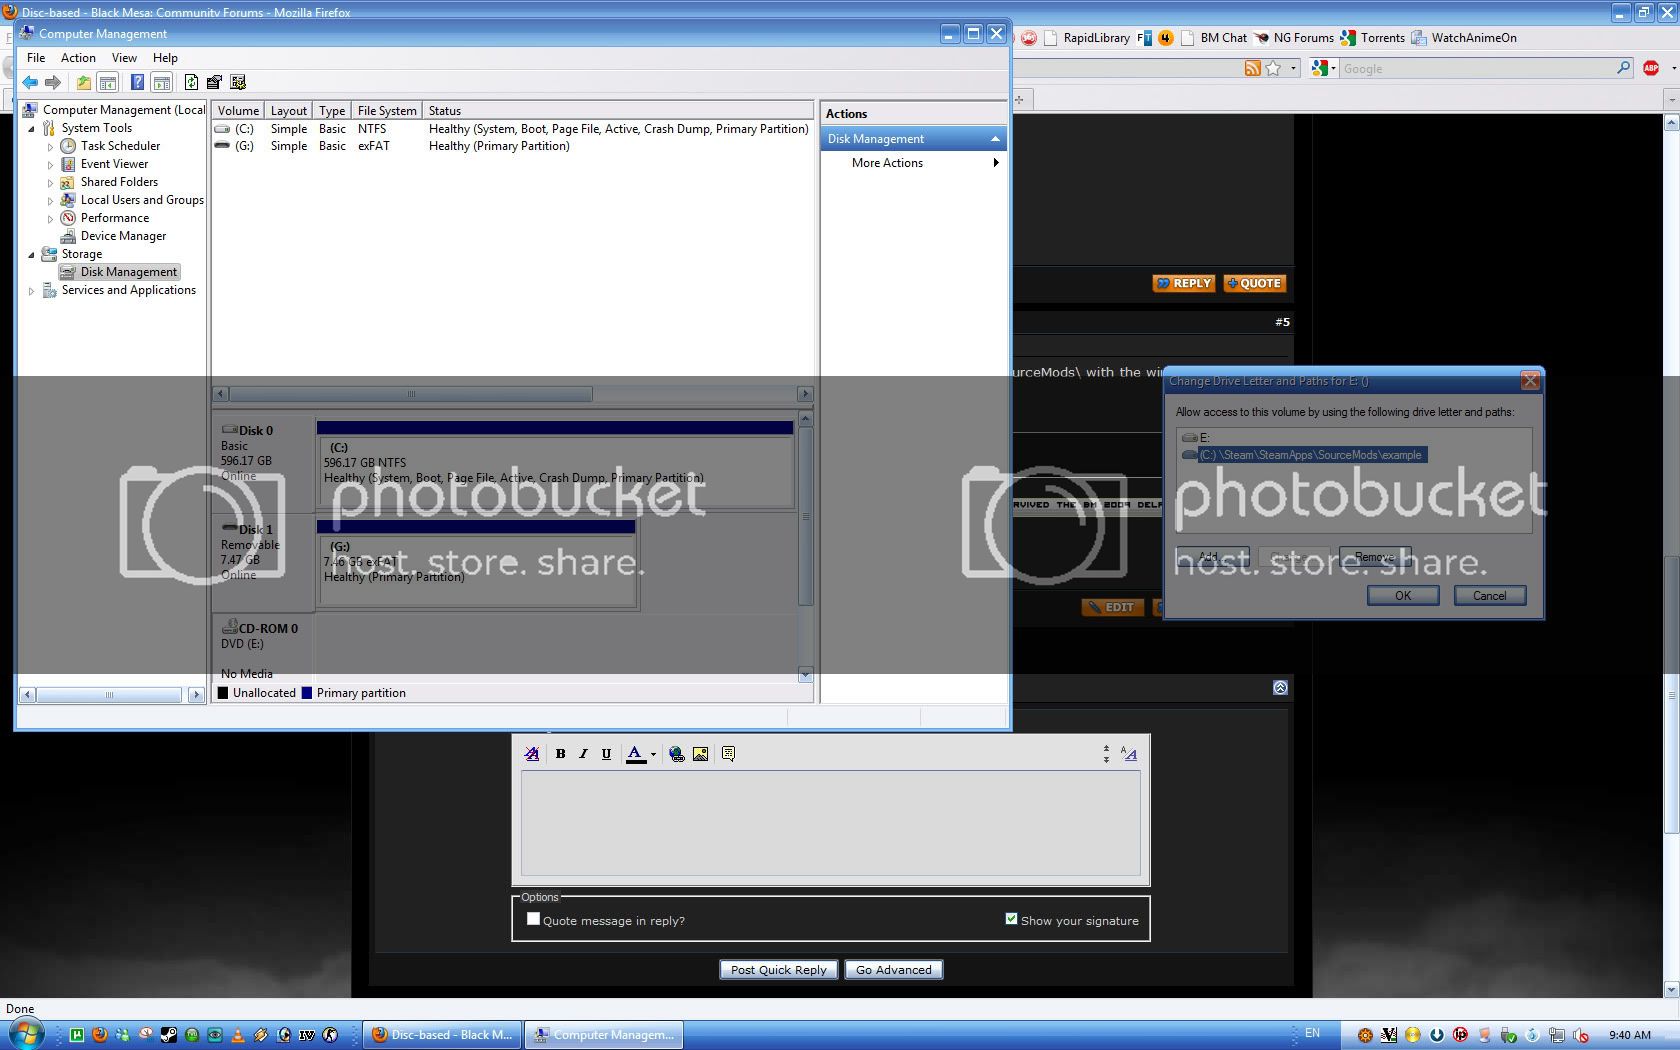 Disc-based - Black Mesa: Community Forums - Mozilla Firefox
Computer Management
File Action View Help
RapidLibrary BM Chat NG Forums Torrents WatchAnimeOn
Google
ABP
Computer Management (Local
System Tools
Task Scheduler
Event Viewer
Shared Folders
Local Users and Groups
Performance
Device Manager
Storage
Disk Management
Services and Applications
Volume Layout Type File System Status
(C:) Simple Basic NTFS Healthy (System, Boot, Page File, Active, Crash Dump, Primary Partition)
(G:) Simple Basic exFAT Healthy (Primary Partition)
Actions
Disk Management
More Actions
REPLY QUOTE
#5
urceMods\ with the wi
Change Drive Letter and Paths for E: ()
Allow access to this volume by using the following drive letter and paths:
E:
(C:) \Steam\SteamApps\SourceMods\example
Add... Remove
OK Cancel
RVIVED THE BM 2009 DELA
EDIT
Disk 0
Basic
596.17 GB
Online
(C:)
596.17 GB NTFS
Healthy (System, Boot, Page File, Active, Crash Dump, Primary Partition)
Disk 1
Removable
7.47 GB
Online
(G:)
7.46 GB exFAT
Healthy (Primary Partition)
CD-ROM 0
DVD (E:)
No Media
Unallocated Primary partition
photobucket
host. store. share.
photobucket
host. store. share.
B I U A
Options
Quote message in reply?
Show your signature
Post Quick Reply Go Advanced
Done
Disc-based - Black M...
Computer Managem...
EN
9:40 AM